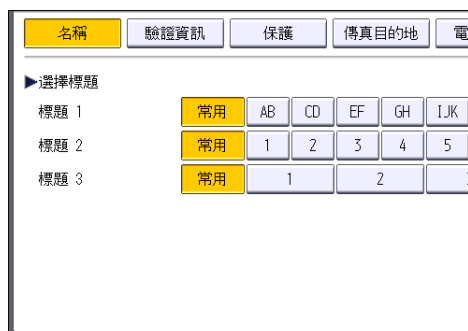 名稱 驗證資訊 保護 傳真目的地 電
▶選擇標題
標題 1 常用 AB CD EF GH IJK
標題 2 常用 1 2 3 4 5
標題 3 常用 1 2